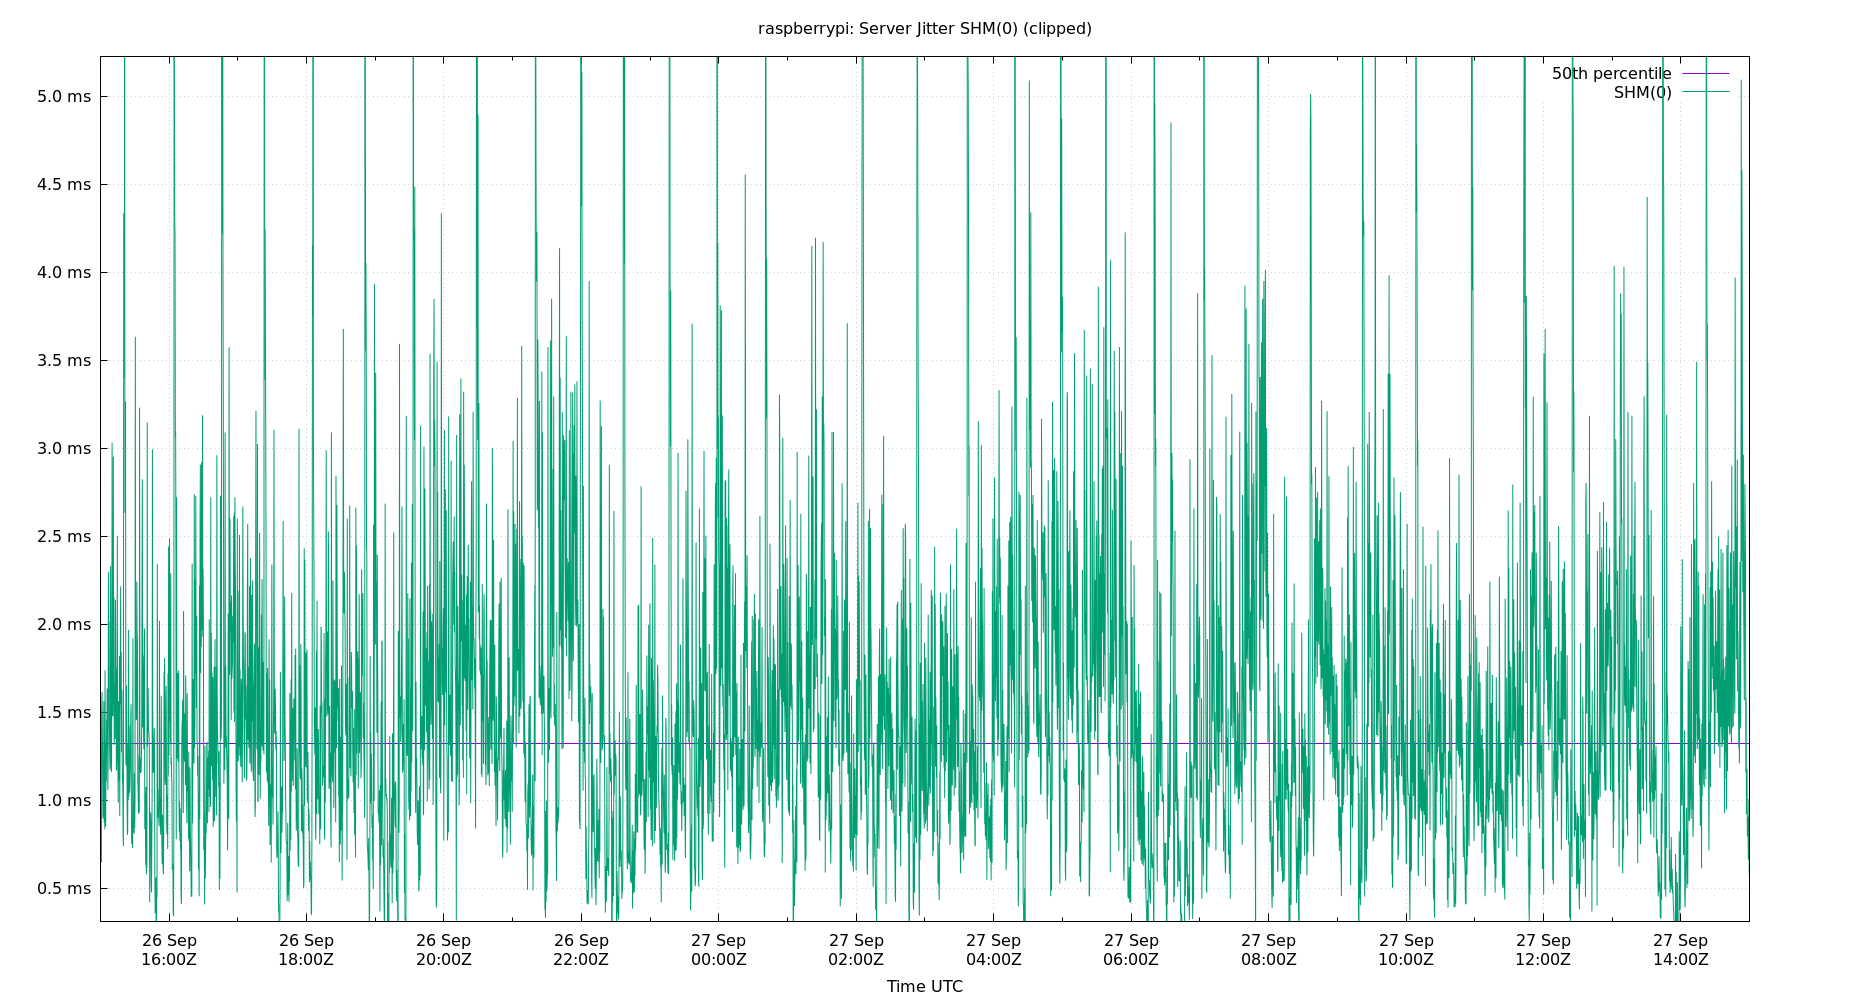 raspberrypi: Server Jitter SHM(0) (clipped)
50th percentile
SHM(0)
5.0 ms
4.5 ms
4.0 ms
3.5 ms
3.0 ms
2.5 ms
2.0 ms
1.5 ms
1.0 ms
0.5 ms
26 Sep 26 Sep 26 Sep 26 Sep 27 Sep 27 Sep 27 Sep 27 Sep 27 Sep 27 Sep 27 Sep 27 Sep
16:00Z 18:00Z 20:00Z 22:00Z 00:00Z 02:00Z 04:00Z 06:00Z 08:00Z 10:00Z 12:00Z 14:00Z
Time UTC